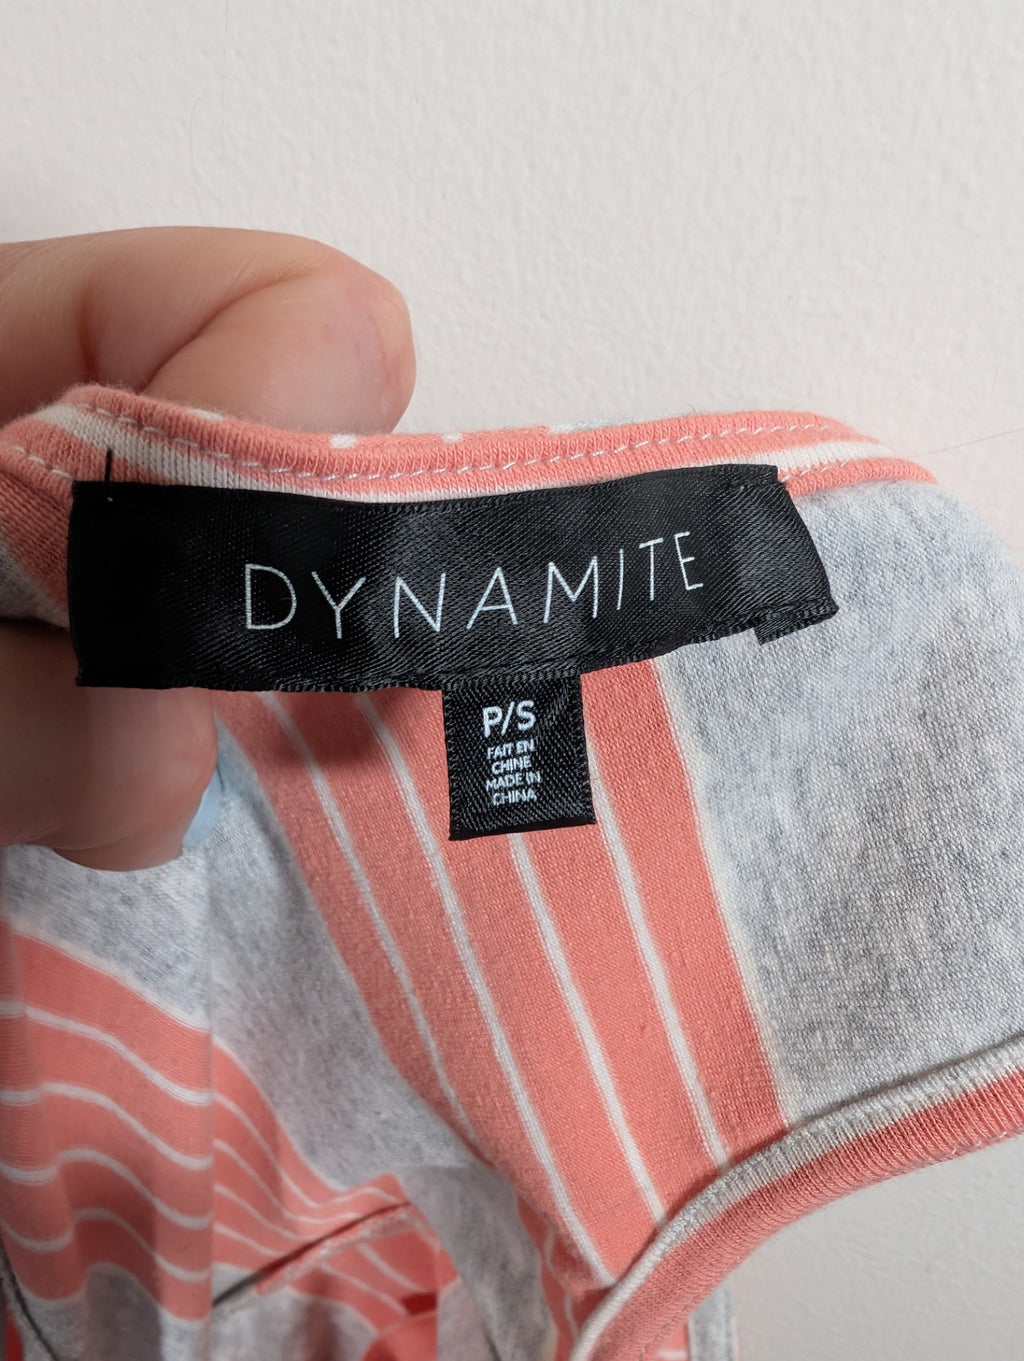 DYNAMITE
P/S
FAIT EN
CHINE
MADE IN
CHINA